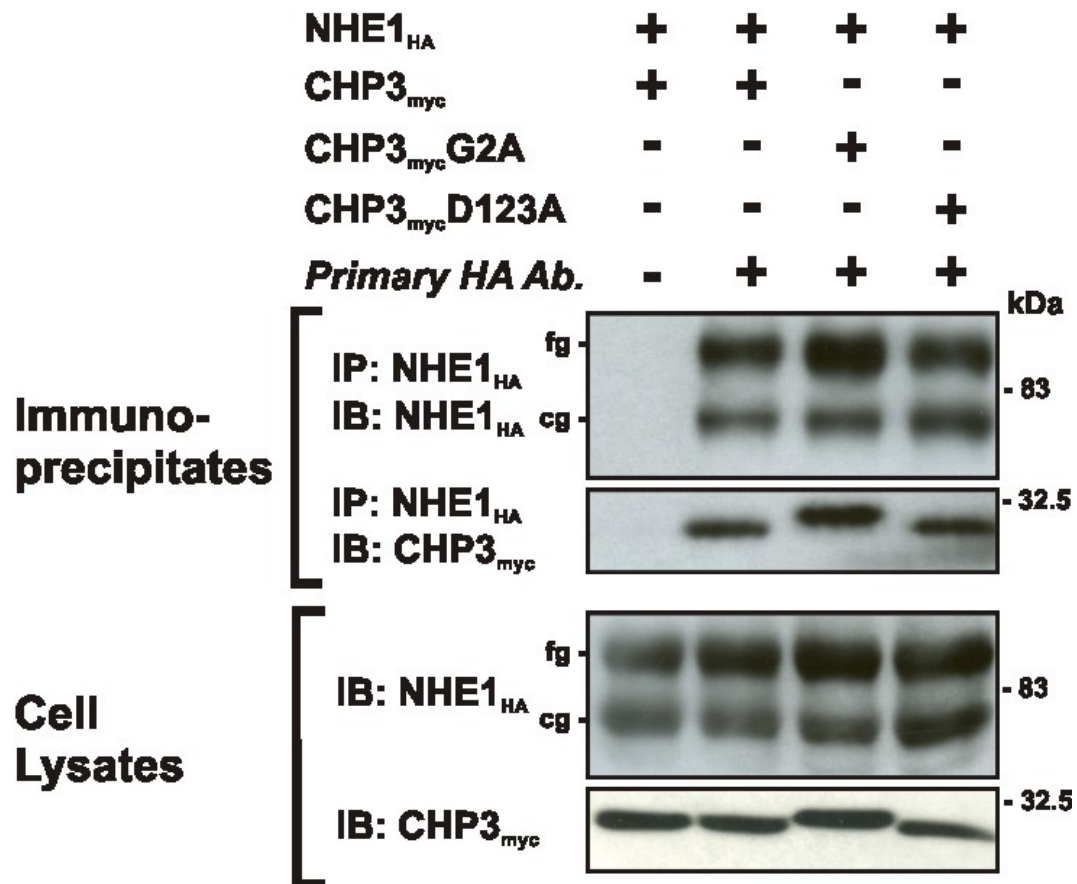 NHE1HA + + + +
CHP3myc + + - -
CHP3mycG2A - - + -
CHP3mycD123A - - - +
Primary HA Ab. - + + +
kDa
Immuno-
precipitates
IP: NHE1HA
IB: NHE1HA
fg -
cg -
- 83
IP: NHE1HA
IB: CHP3myc
- 32.5
Cell
Lysates
IB: NHE1HA
fg -
cg -
- 83
IB: CHP3myc
- 32.5